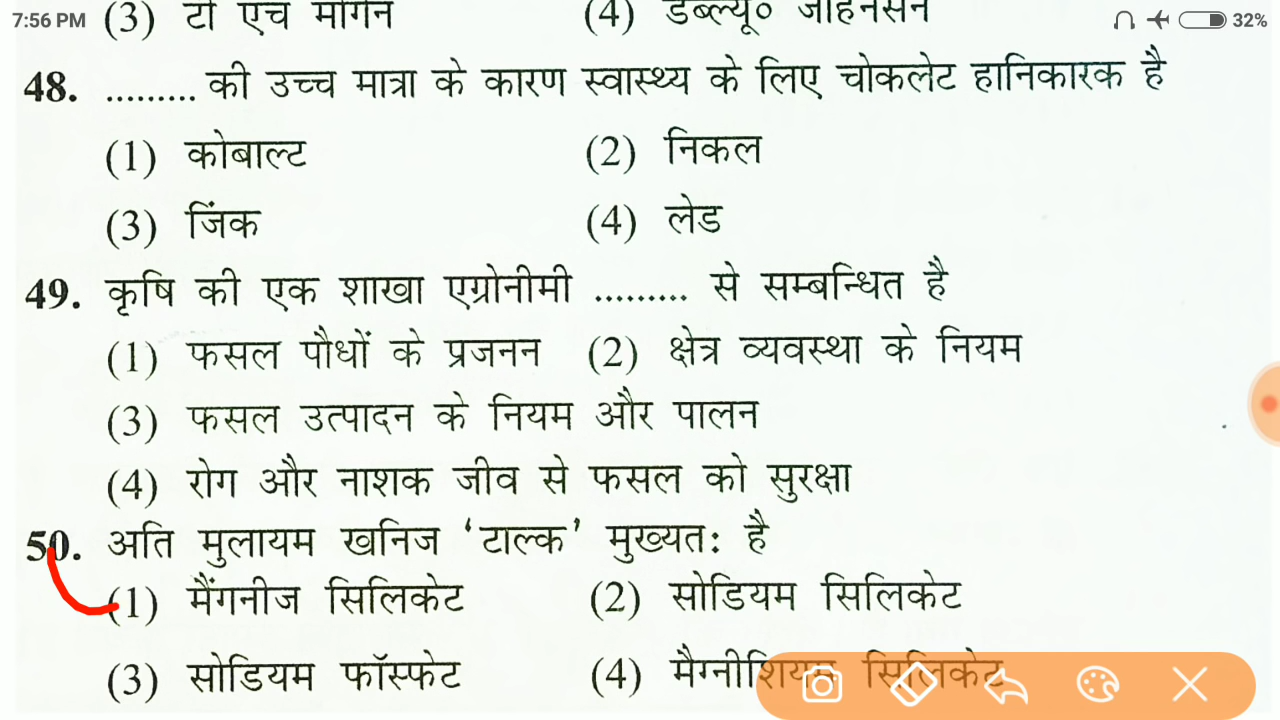 7:56 PM (3) टी एच मॉर्गन (4) डब्ल्यू० जोहनसन 32%
48. ......... की उच्च मात्रा के कारण स्वास्थ्य के लिए चोकलेट हानिकारक है
(1) कोबाल्ट (2) निकल
(3) जिंक (4) लेड
49. कृषि की एक शाखा एग्रोनीमी ......... से सम्बन्धित है
(1) फसल पौधों के प्रजनन (2) क्षेत्र व्यवस्था के नियम
(3) फसल उत्पादन के नियम और पालन
(4) रोग और नाशक जीव से फसल को सुरक्षा
50. अति मुलायम खनिज 'टाल्क' मुख्यतः है
(1) मैंगनीज सिलिकेट (2) सोडियम सिलिकेट
(3) सोडियम फॉस्फेट (4) मैग्नीशियम सिलिकेट